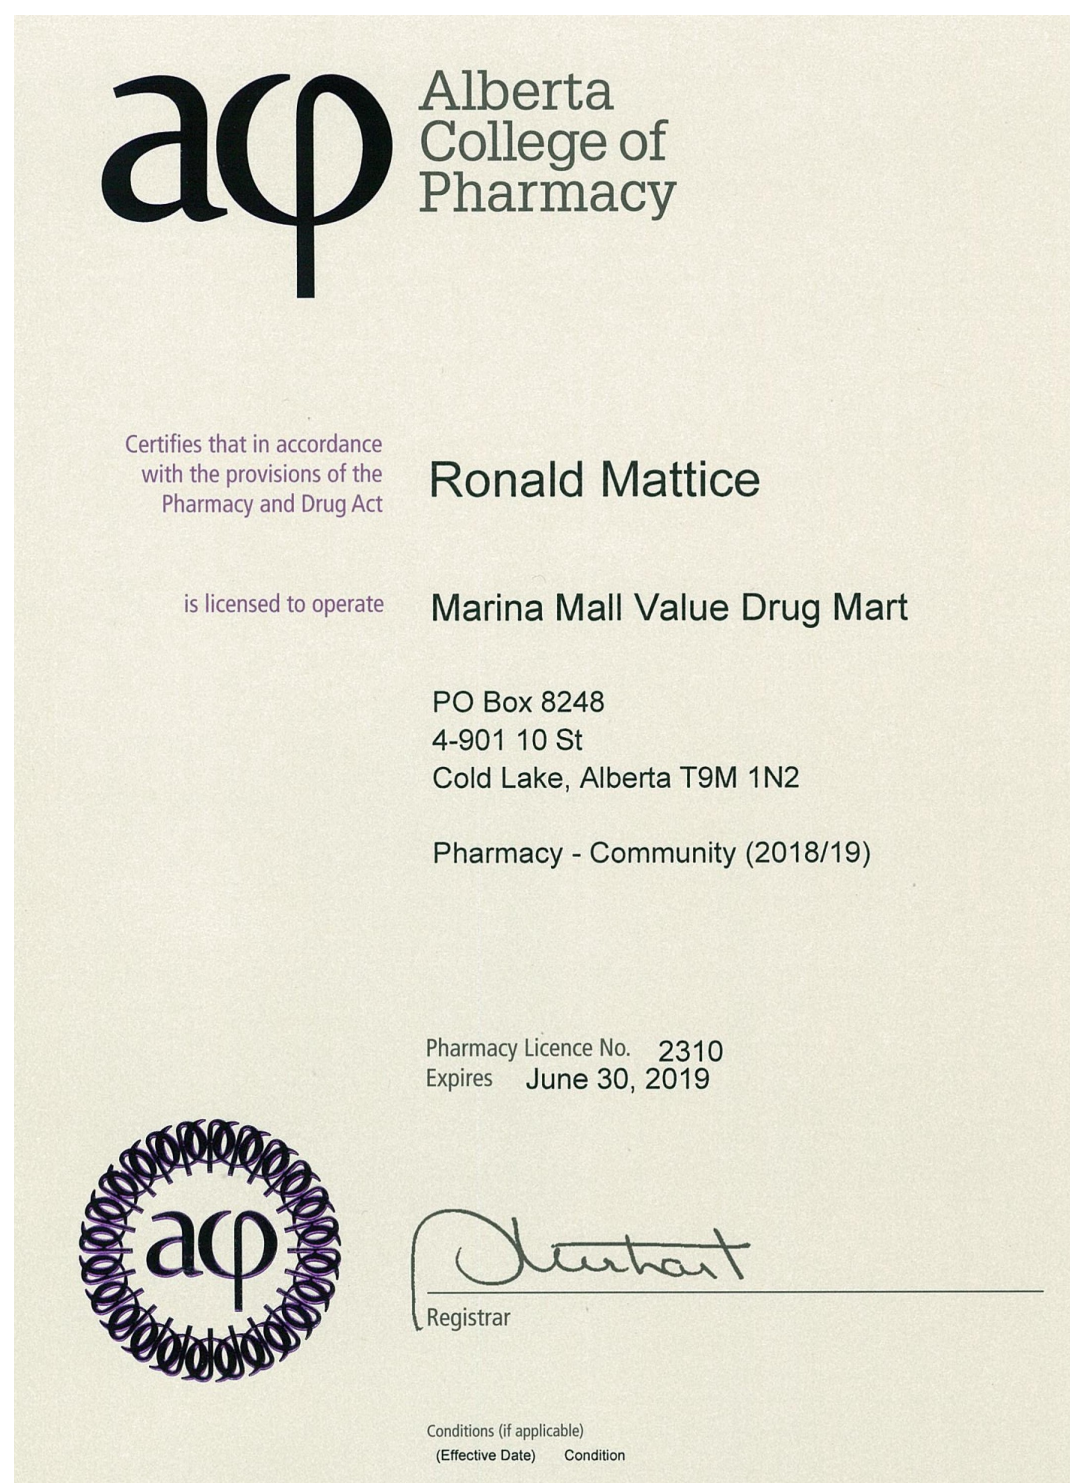 acp
Alberta
College of
Pharmacy
Certifies that in accordance
with the provisions of the
Pharmacy and Drug Act
Ronald Mattice
is licensed to operate
Marina Mall Value Drug Mart
PO Box 8248
4-901 10 St
Cold Lake, Alberta T9M 1N2
Pharmacy - Community (2018/19)
Pharmacy Licence No. 2310
Expires June 30, 2019
acp
Registrar
Conditions (if applicable)
(Effective Date) Condition